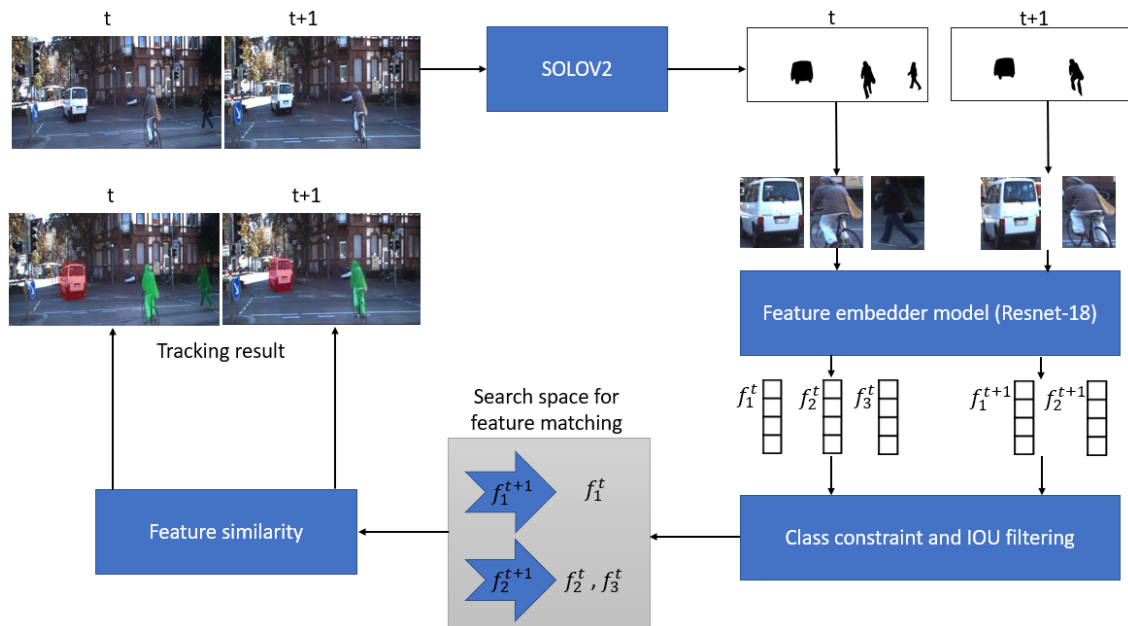 t
t+1
SOLOV2
t
t+1
t
t+1
Tracking result
Feature embedder model (Resnet-18)
f_1^t
f_2^t
f_3^t
f_1^{t+1}
f_2^{t+1}
Search space for
feature matching
f_1^{t+1} f_1^t
f_2^{t+1} f_2^t , f_3^t
Feature similarity
Class constraint and IOU filtering